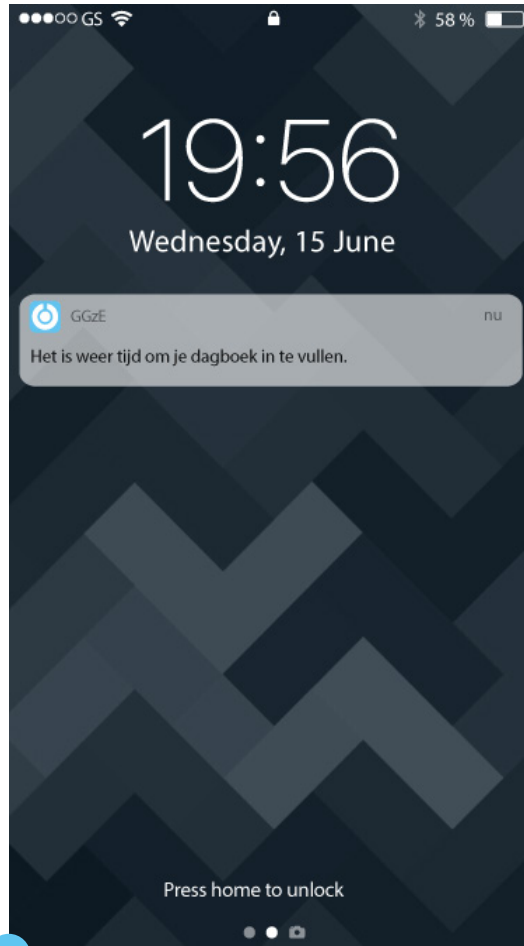 GS 58 %
19:56
Wednesday, 15 June
GGzE nu
Het is weer tijd om je dagboek in te vullen.
Press home to unlock